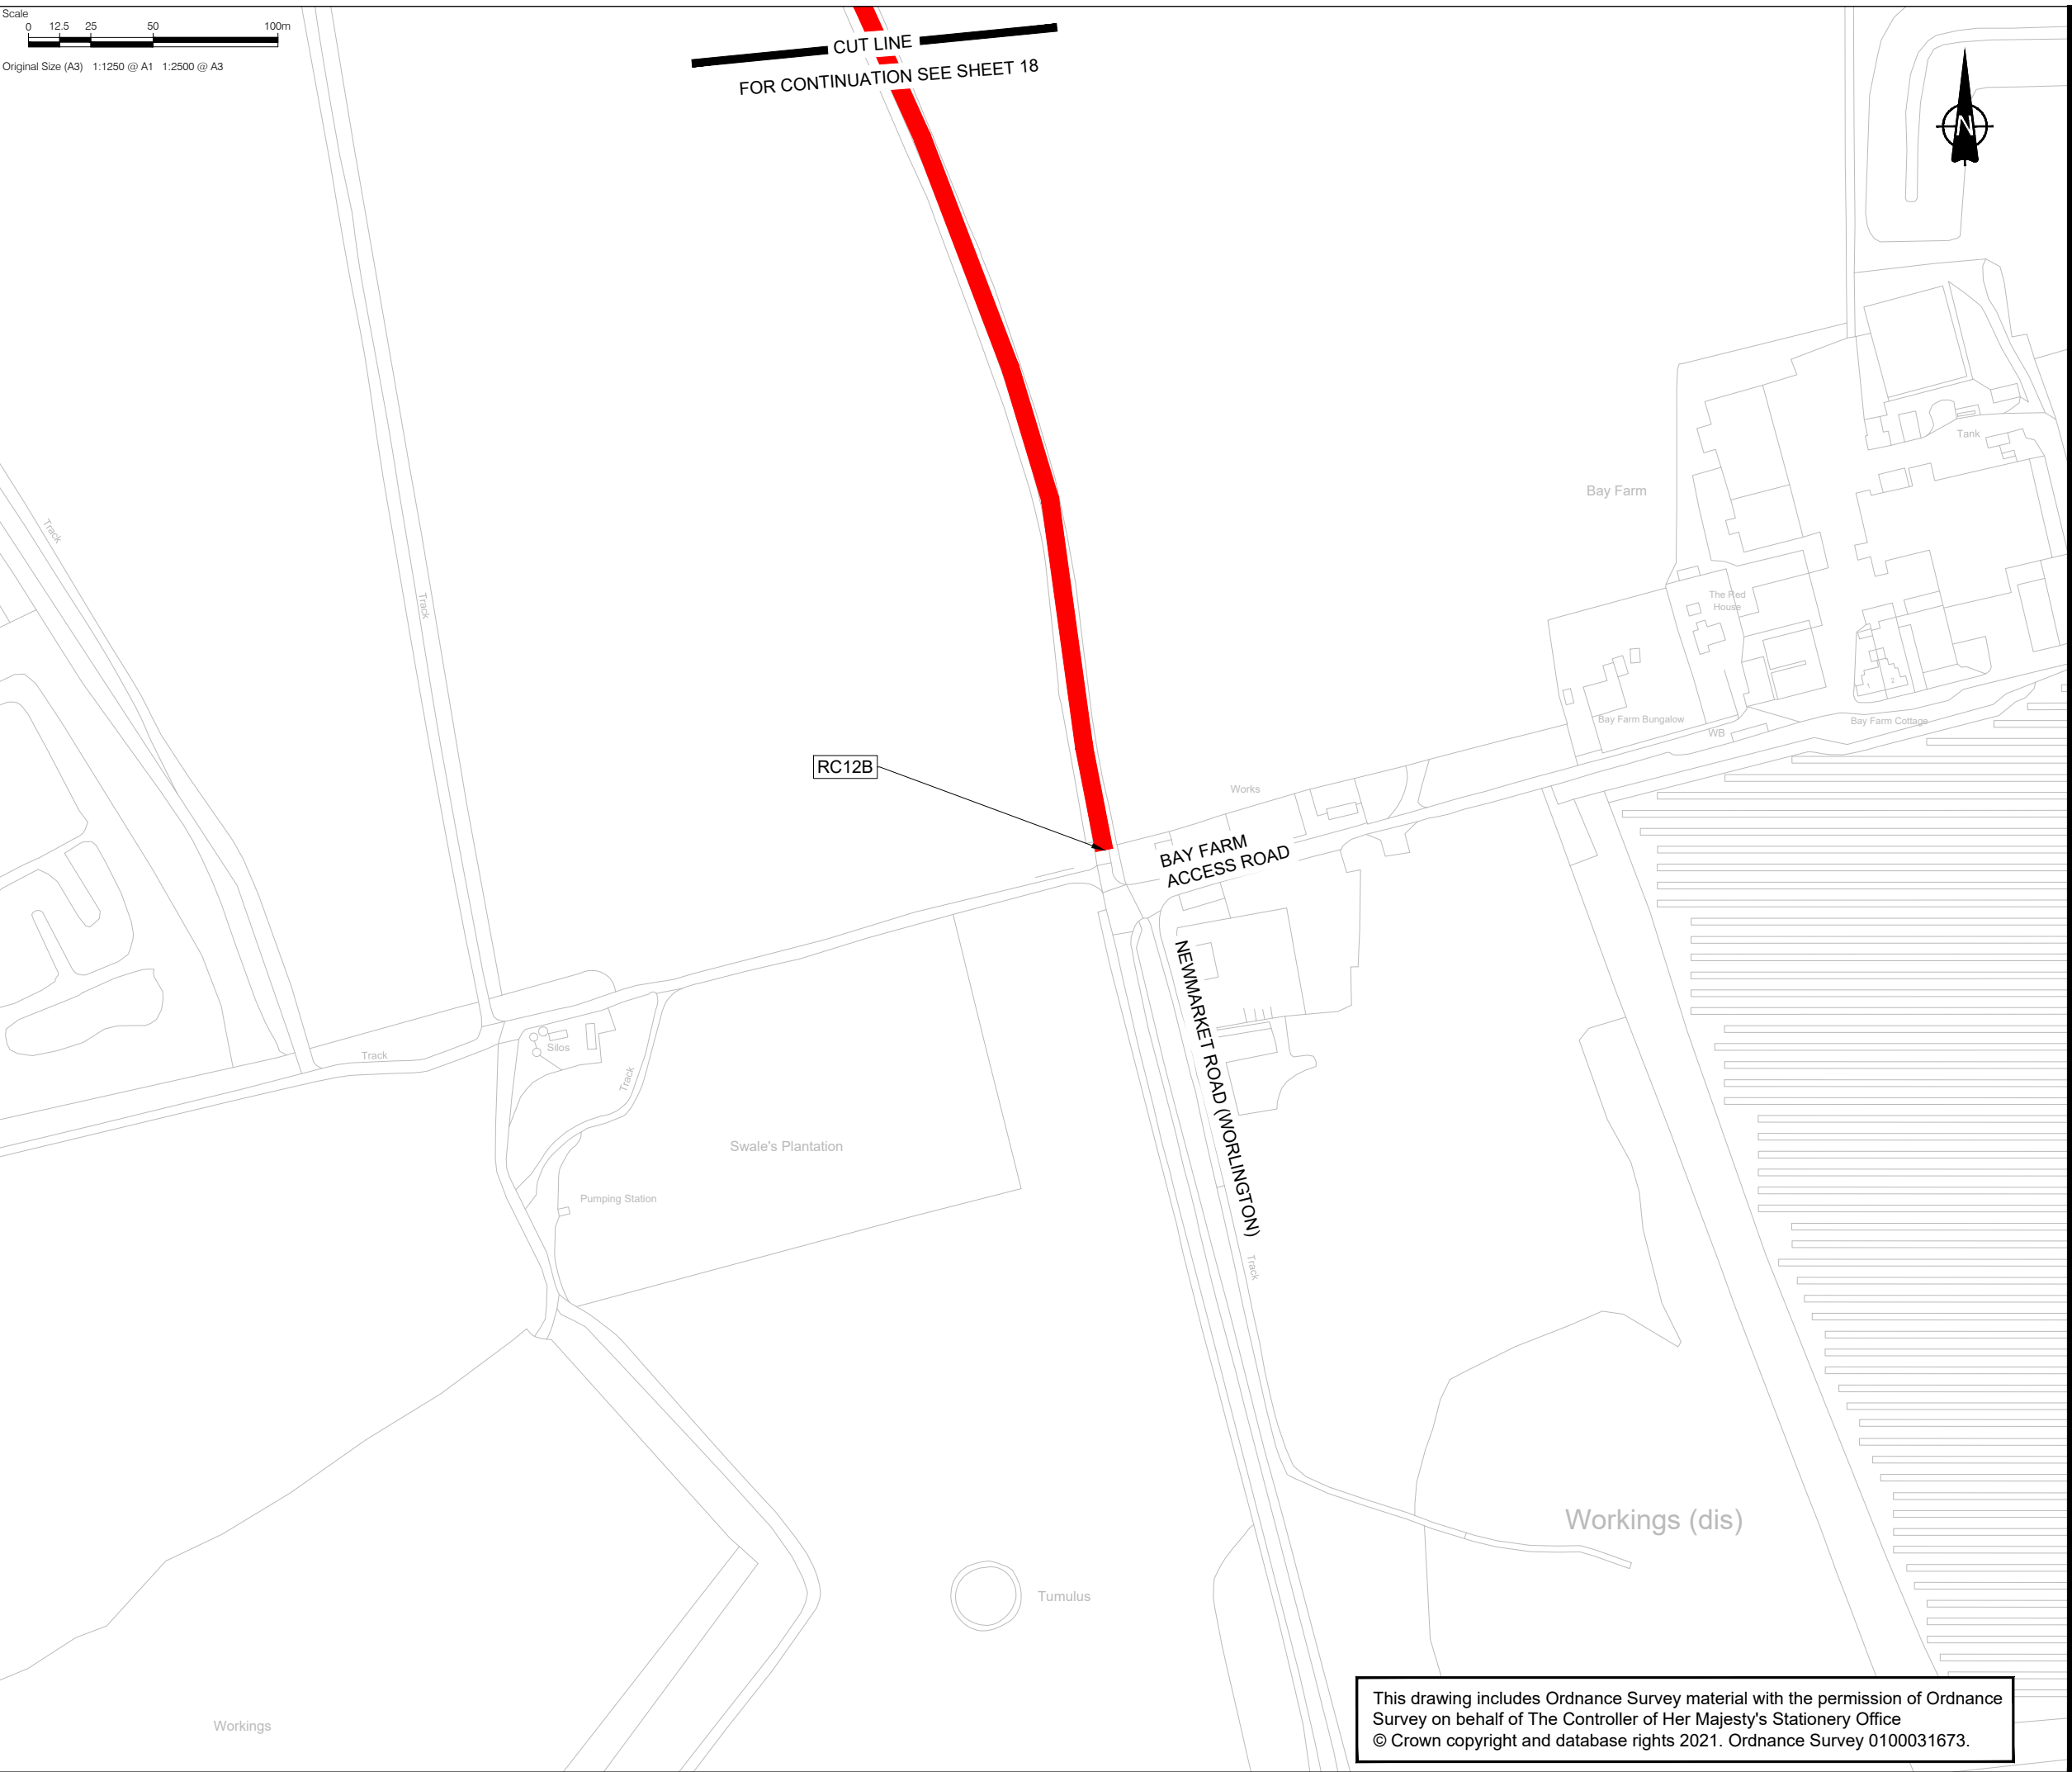 Scale
0 12.5 25 50 100m
Original Size (A3) 1:1250 @ A1 1:2500 @ A3
CUT LINE
FOR CONTINUATION SEE SHEET 18
N
Tank
Bay Farm
Track
Track
The Red
House
1 2
Bay Farm Bungalow
WB
Bay Farm Cottage
RC12B
Works
BAY FARM
ACCESS ROAD
NEWMARKET ROAD (WORLINGTON)
Silos
Track
Track
Swale's Plantation
Pumping Station
Track
Workings (dis)
Tumulus
Workings
This drawing includes Ordnance Survey material with the permission of Ordnance
Survey on behalf of The Controller of Her Majesty's Stationery Office
© Crown copyright and database rights 2021. Ordnance Survey 0100031673.